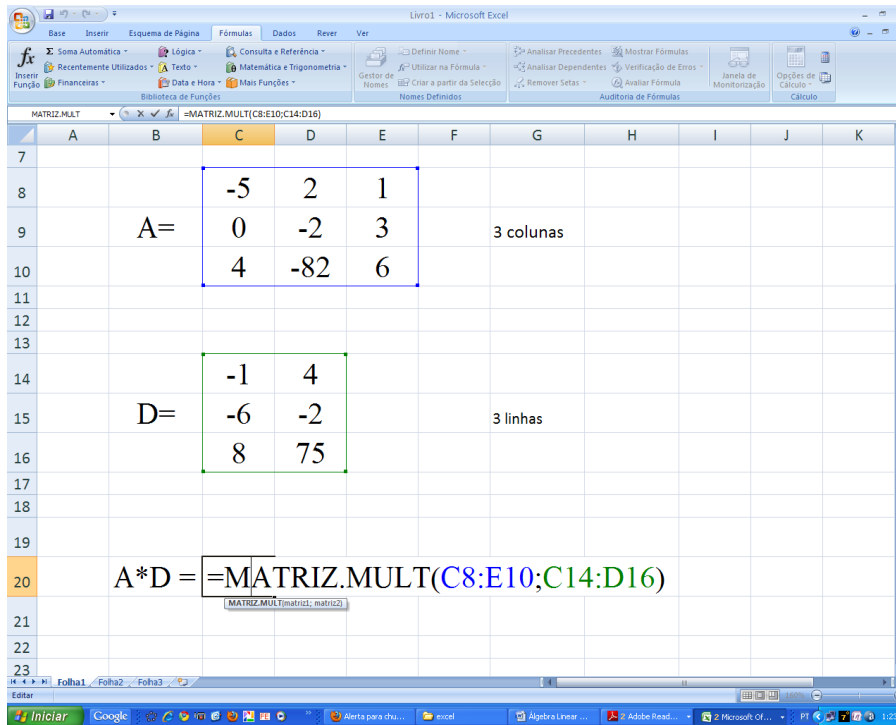 Livro1 - Microsoft Excel
Base Inserir Esquema de Página Fórmulas Dados Rever Ver
fx Σ Soma Automática Lógica Consulta e Referência Definir Nome Analisar Precedentes Mostrar Fórmulas
Recentemente Utilizados Texto Matemática e Trigonometria Utilizar na Fórmula Analisar Dependentes Verificação de Erros
Inserir Função Financeiras Data e Hora Mais Funções Gestor de Nomes Criar a partir da Selecção Remover Setas Avaliar Fórmula Janela de Monitorização Opções de Cálculo
Biblioteca de Funções Nomes Definidos Auditoria de Fórmulas Cálculo
MATRIZ.MULT fx =MATRIZ.MULT(C8:E10;C14:D16)
A B C D E F G H I J K
7
8 -5 2 1
9 A= 0 -2 3 3 colunas
10 4 -82 6
11
12
13
14 -1 4
15 D= -6 -2 3 linhas
16 8 75
17
18
19
20 A*D = =MATRIZ.MULT(C8:E10;C14:D16)
MATRIZ.MULT(matriz1; matriz2)
21
22
23
Folha1 Folha2 Folha3
Editar
Iniciar Google Alerta para chu... excel Álgebra Linear ... 2 Adobe Read... 2 Microsoft Of... PT